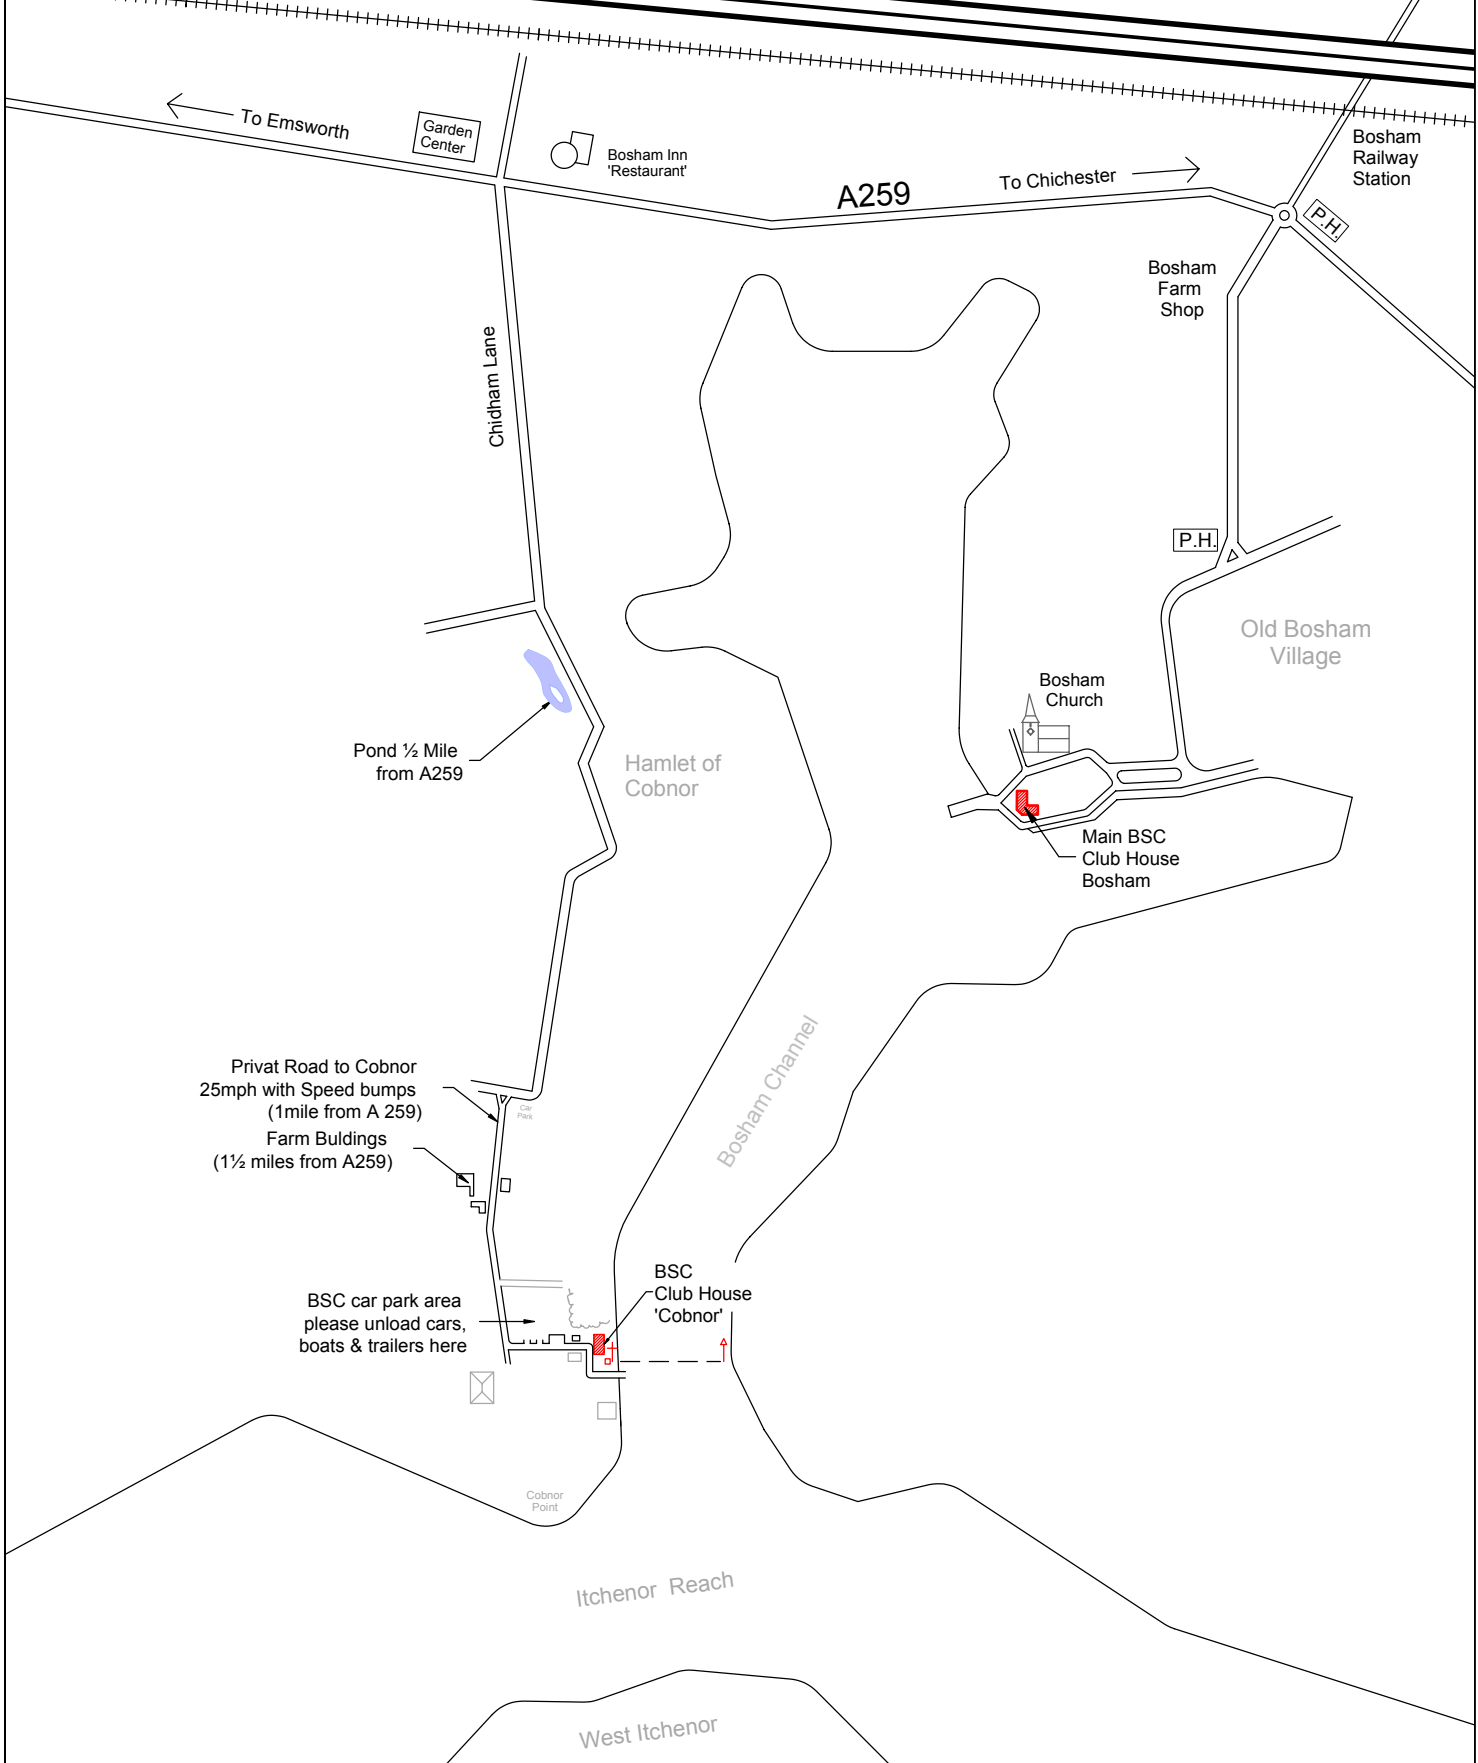 To Emsworth
Garden
Center
Bosham Inn
'Restaurant'
A259
To Chichester
Bosham
Railway
Station
P.H.
Bosham
Farm
Shop
Chidham Lane
P.H.
Old Bosham
Village
Bosham
Church
Pond ½ Mile
from A259
Hamlet of
Cobnor
Main BSC
Club House
Bosham
Bosham Channel
Privat Road to Cobnor
25mph with Speed bumps
(1mile from A 259)
Car
Park
Farm Buldings
(1½ miles from A259)
BSC
Club House
'Cobnor'
BSC car park area
please unload cars,
boats & trailers here
Cobnor
Point
Itchenor Reach
West Itchenor